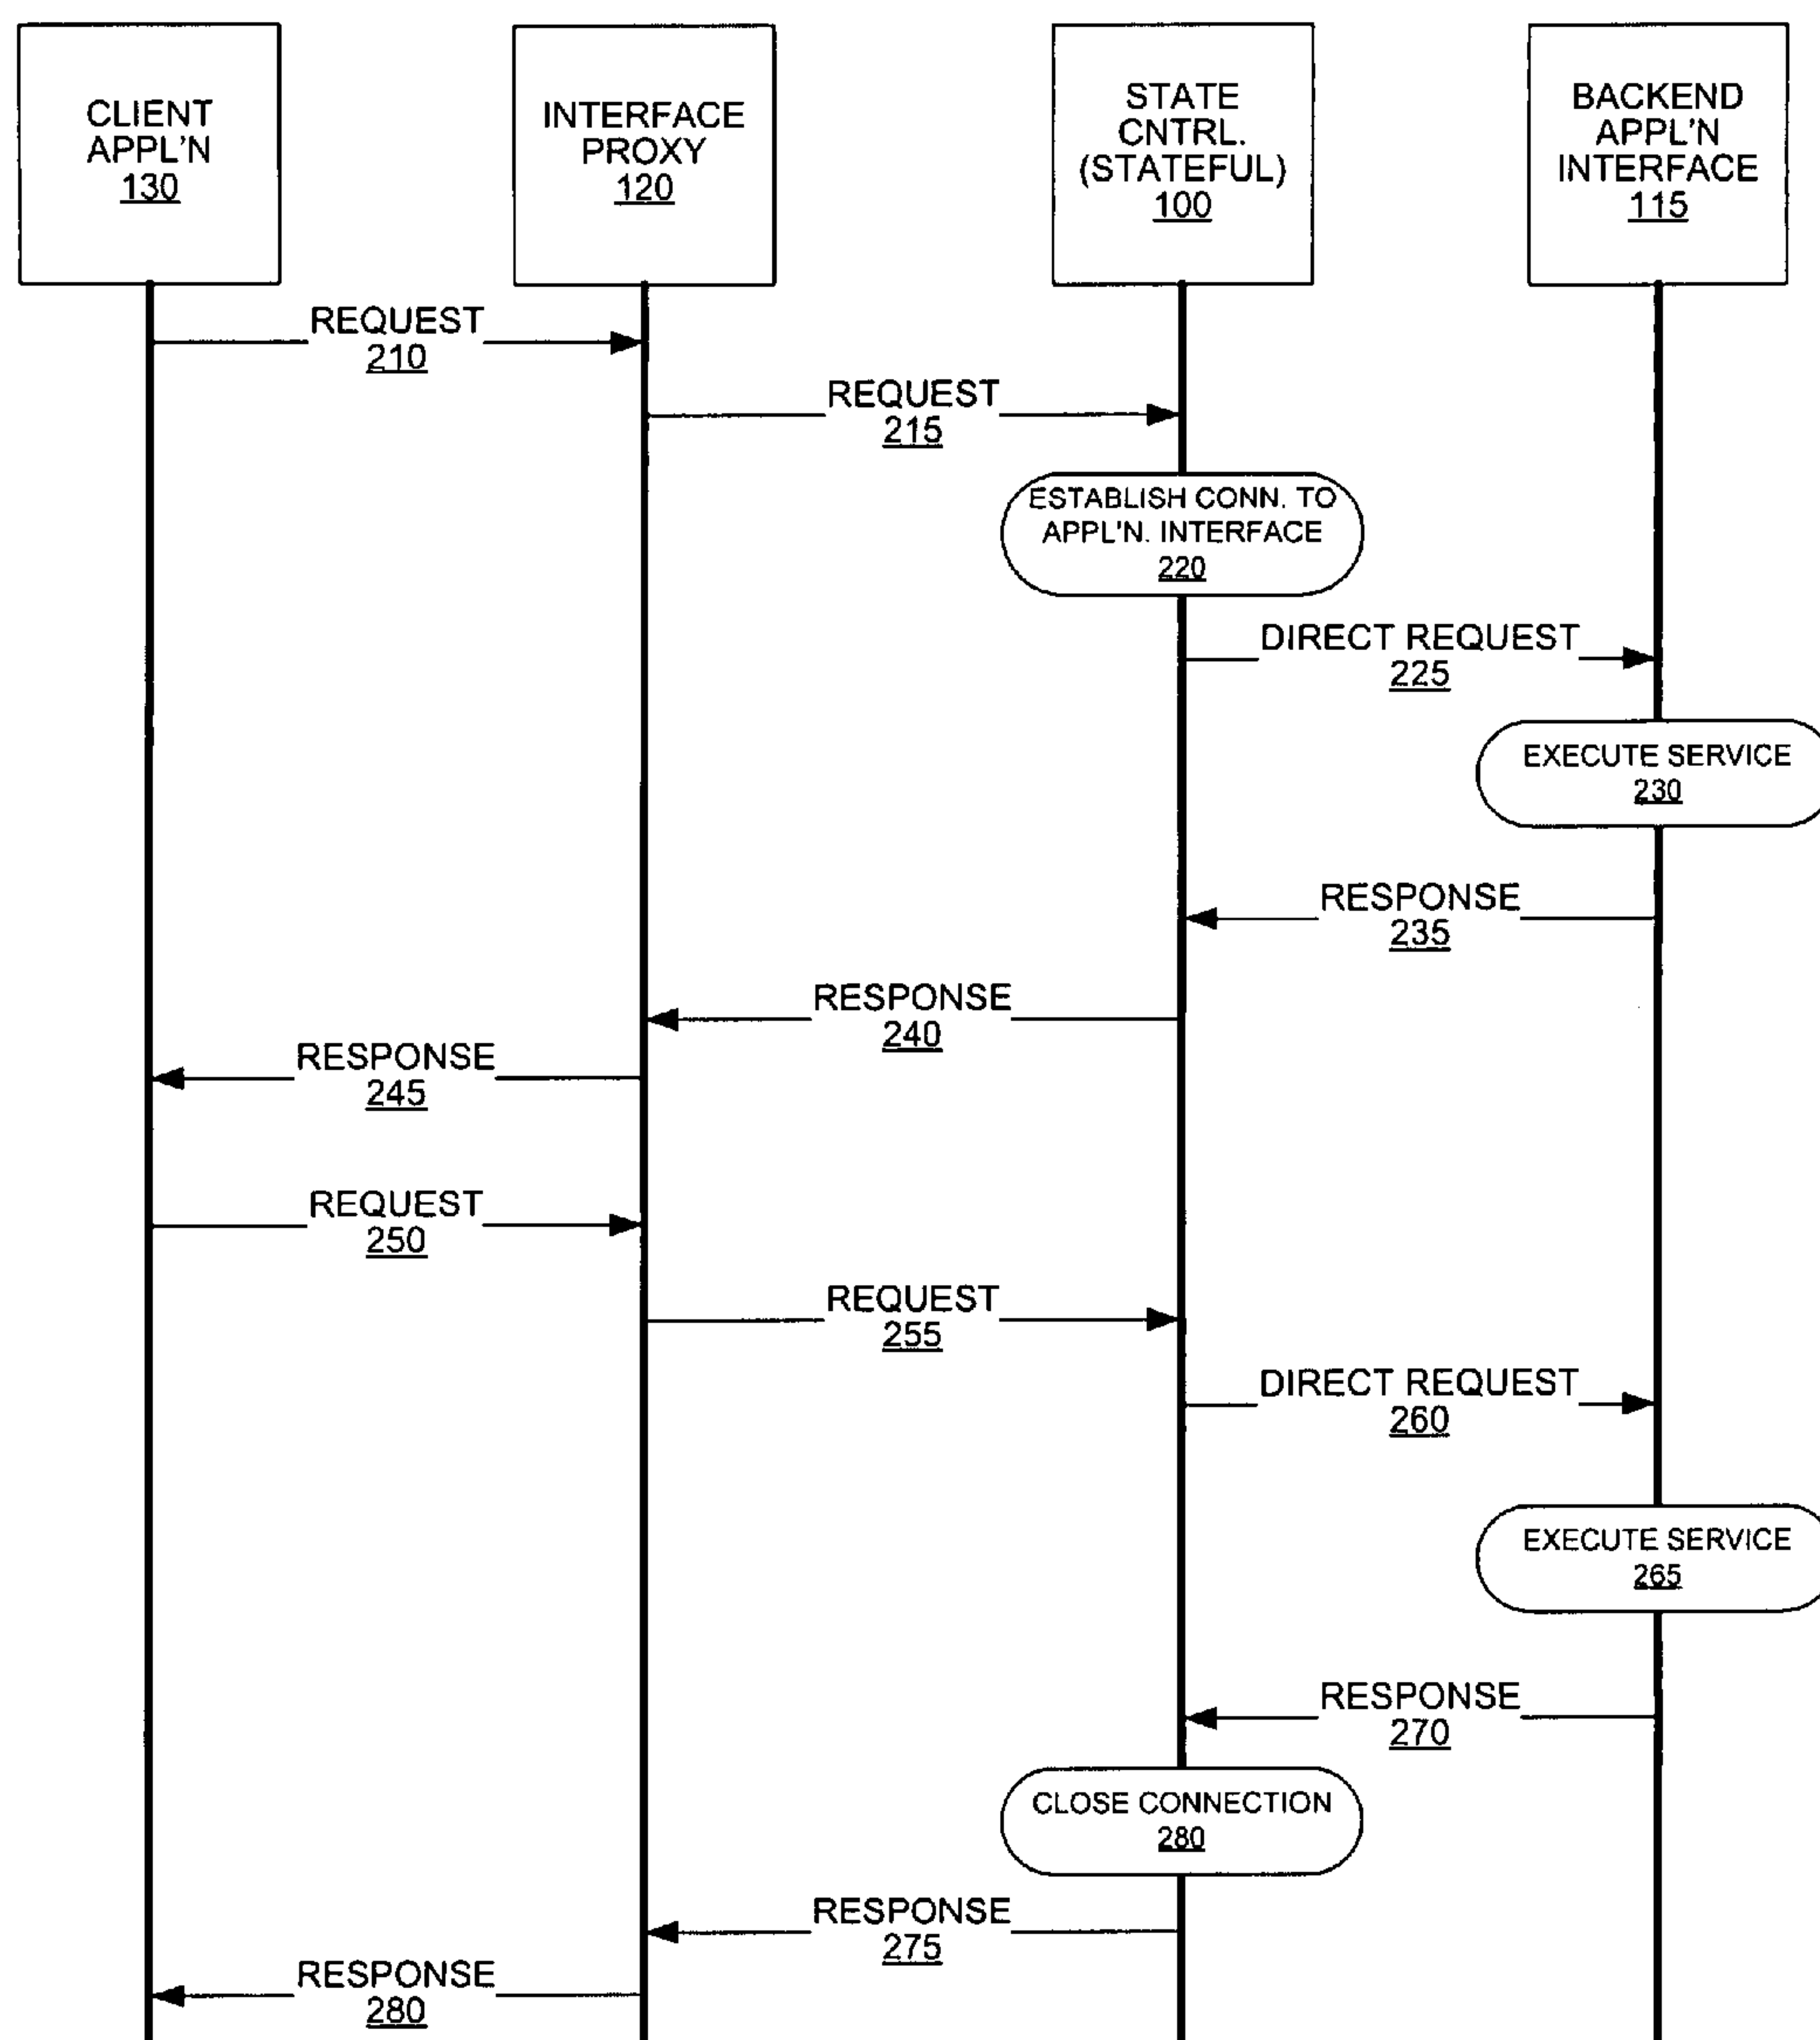 CLIENT
APPL'N
130
INTERFACE
PROXY
120
STATE
CNTRL.
(STATEFUL)
100
BACKEND
APPL'N
INTERFACE
115
REQUEST
210
REQUEST
215
ESTABLISH CONN. TO
APPL'N. INTERFACE
220
DIRECT REQUEST
225
EXECUTE SERVICE
230
RESPONSE
235
RESPONSE
240
RESPONSE
245
REQUEST
250
REQUEST
255
DIRECT REQUEST
260
EXECUTE SERVICE
265
RESPONSE
270
CLOSE CONNECTION
280
RESPONSE
275
RESPONSE
280